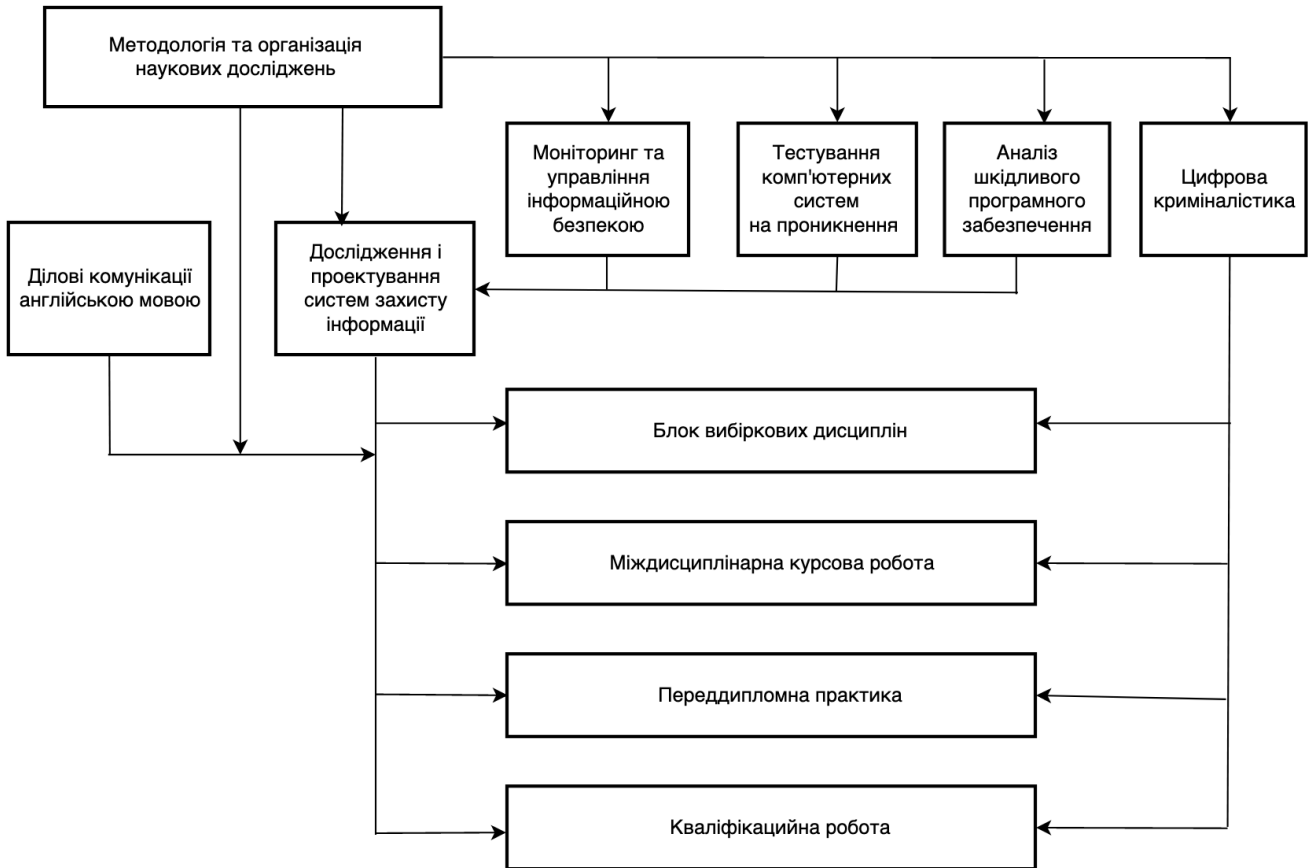 Методологія та організація
наукових досліджень
Моніторинг та
управління
інформаційною
безпекою
Тестування
комп'ютерних
систем
на проникнення
Аналіз
шкідливого
програмного
забезпечення
Цифрова
криміналістика
Ділові комунікації
англійською мовою
Дослідження і
проектування
систем захисту
інформації
Блок вибіркових дисциплін
Міждисциплінарна курсова робота
Переддипломна практика
Кваліфікацийна робота